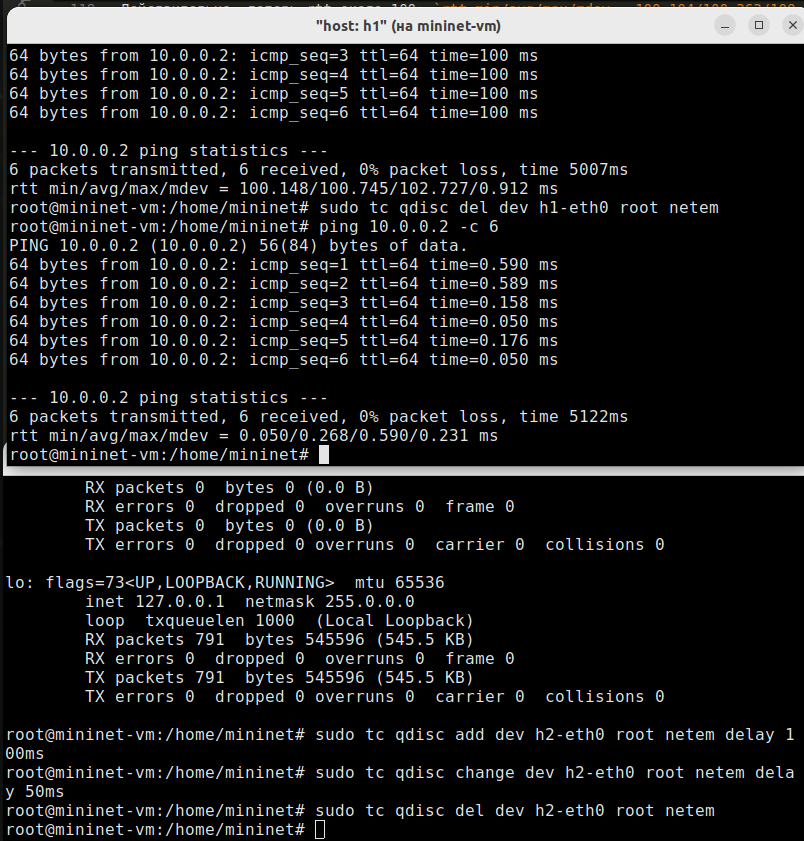 "host: h1" (на mininet-vm)
64 bytes from 10.0.0.2: icmp_seq=3 ttl=64 time=100 ms
64 bytes from 10.0.0.2: icmp_seq=4 ttl=64 time=100 ms
64 bytes from 10.0.0.2: icmp_seq=5 ttl=64 time=100 ms
64 bytes from 10.0.0.2: icmp_seq=6 ttl=64 time=100 ms

--- 10.0.0.2 ping statistics ---
6 packets transmitted, 6 received, 0% packet loss, time 5007ms
rtt min/avg/max/mdev = 100.148/100.745/102.727/0.912 ms
root@mininet-vm:/home/mininet# sudo tc qdisc del dev h1-eth0 root netem
root@mininet-vm:/home/mininet# ping 10.0.0.2 -c 6
PING 10.0.0.2 (10.0.0.2) 56(84) bytes of data.
64 bytes from 10.0.0.2: icmp_seq=1 ttl=64 time=0.590 ms
64 bytes from 10.0.0.2: icmp_seq=2 ttl=64 time=0.589 ms
64 bytes from 10.0.0.2: icmp_seq=3 ttl=64 time=0.158 ms
64 bytes from 10.0.0.2: icmp_seq=4 ttl=64 time=0.050 ms
64 bytes from 10.0.0.2: icmp_seq=5 ttl=64 time=0.176 ms
64 bytes from 10.0.0.2: icmp_seq=6 ttl=64 time=0.050 ms

--- 10.0.0.2 ping statistics ---
6 packets transmitted, 6 received, 0% packet loss, time 5122ms
rtt min/avg/max/mdev = 0.050/0.268/0.590/0.231 ms
root@mininet-vm:/home/mininet#
RX packets 0  bytes 0 (0.0 B)
RX errors 0  dropped 0  overruns 0  frame 0
TX packets 0  bytes 0 (0.0 B)
TX errors 0  dropped 0 overruns 0  carrier 0  collisions 0

lo: flags=73<UP,LOOPBACK,RUNNING>  mtu 65536
inet 127.0.0.1  netmask 255.0.0.0
loop  txqueuelen 1000  (Local Loopback)
RX packets 791  bytes 545596 (545.5 KB)
RX errors 0  dropped 0  overruns 0  frame 0
TX packets 791  bytes 545596 (545.5 KB)
TX errors 0  dropped 0 overruns 0  carrier 0  collisions 0

root@mininet-vm:/home/mininet# sudo tc qdisc add dev h2-eth0 root netem delay 1
00ms
root@mininet-vm:/home/mininet# sudo tc qdisc change dev h2-eth0 root netem dela
y 50ms
root@mininet-vm:/home/mininet# sudo tc qdisc del dev h2-eth0 root netem
root@mininet-vm:/home/mininet#